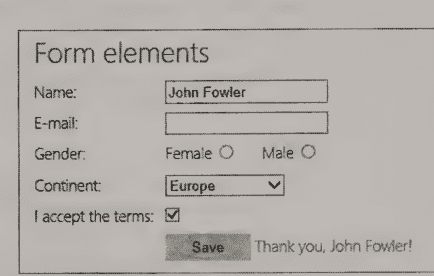 Form elements
Name: John Fowler
E-mail:
Gender: Female Male
Continent: Europe
I accept the terms:
Save Thank you, John Fowler!